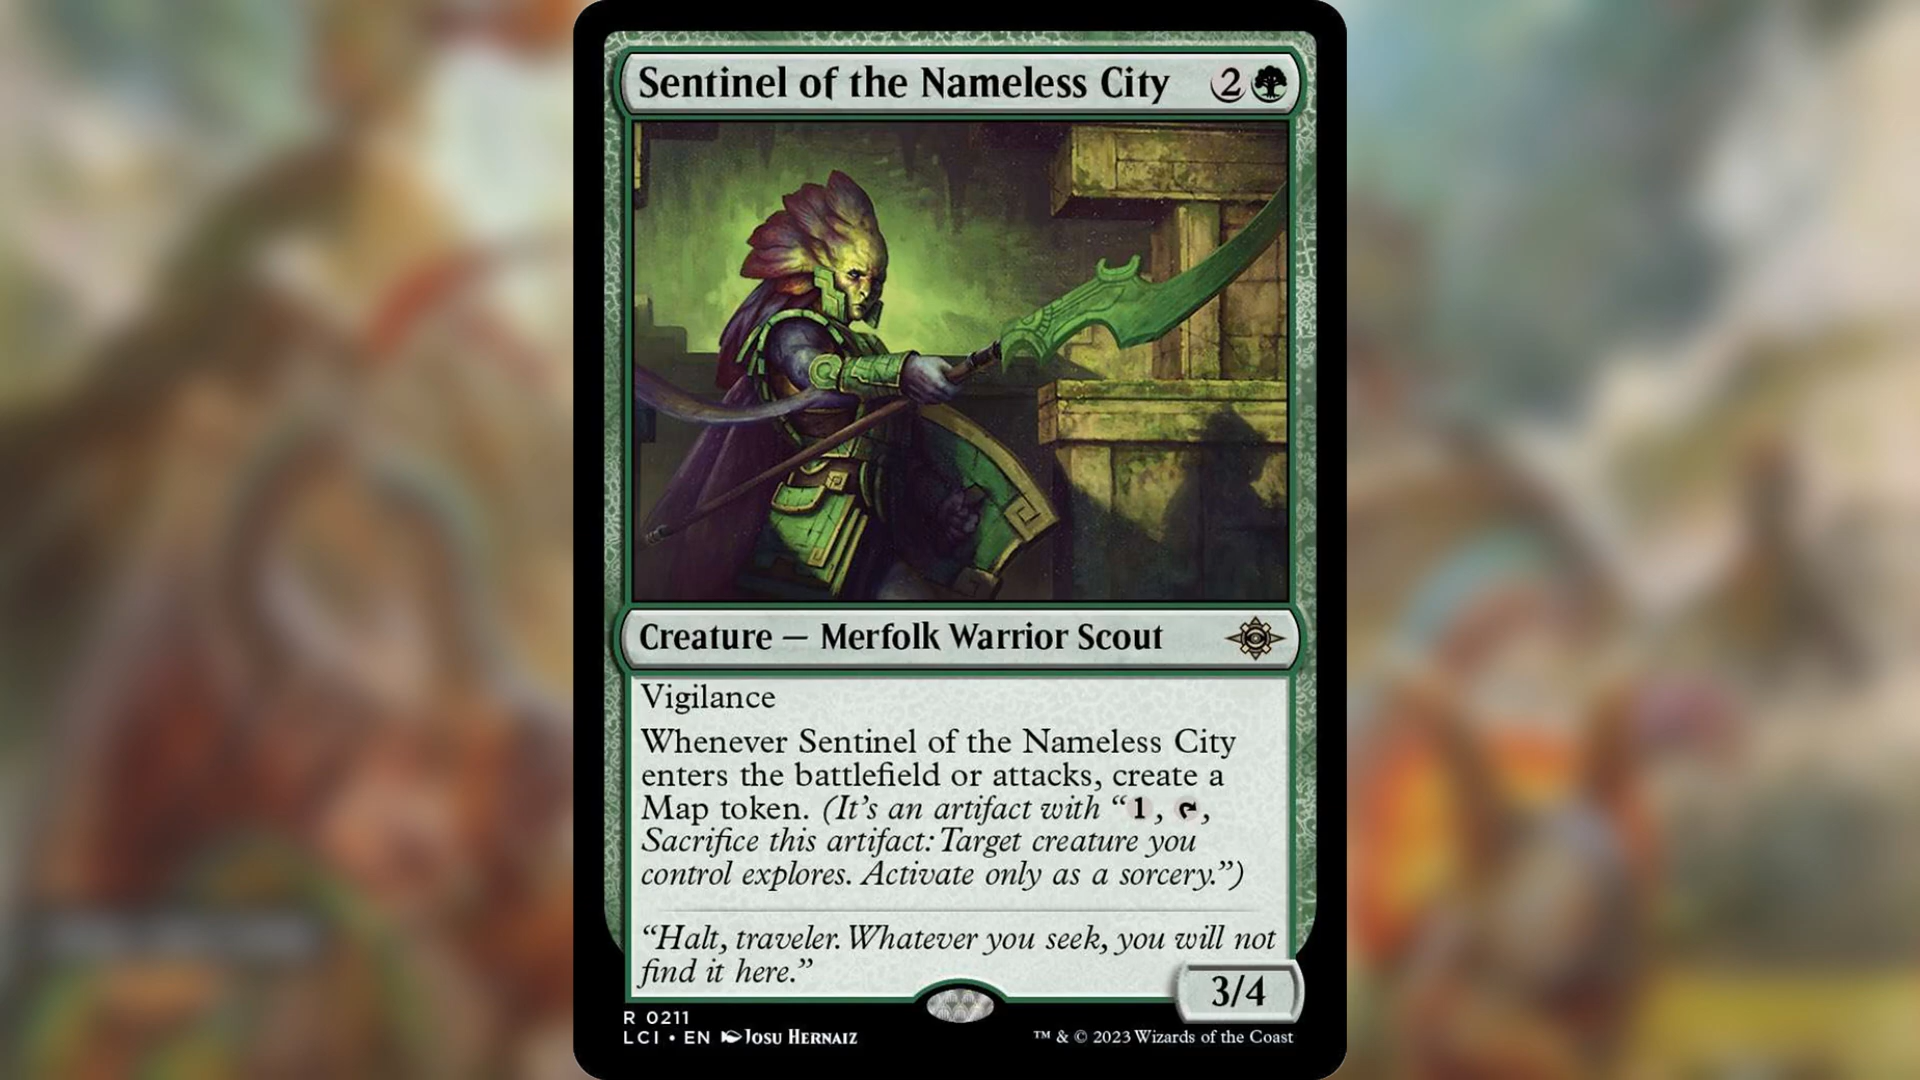 Sentinel of the Nameless City 2
Creature — Merfolk Warrior Scout
Vigilance
Whenever Sentinel of the Nameless City
enters the battlefield or attacks, create a
Map token. (It's an artifact with “1, ,
Sacrifice this artifact: Target creature you
control explores. Activate only as a sorcery.”)
“Halt, traveler. Whatever you seek, you will not
find it here.”
3/4
R 0211
LCI • EN Josu Hernaiz
™ & © 2023 Wizards of the Coast